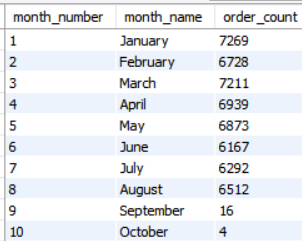 month_number month_name order_count
1 January 7269
2 February 6728
3 March 7211
4 April 6939
5 May 6873
6 June 6167
7 July 6292
8 August 6512
9 September 16
10 October 4